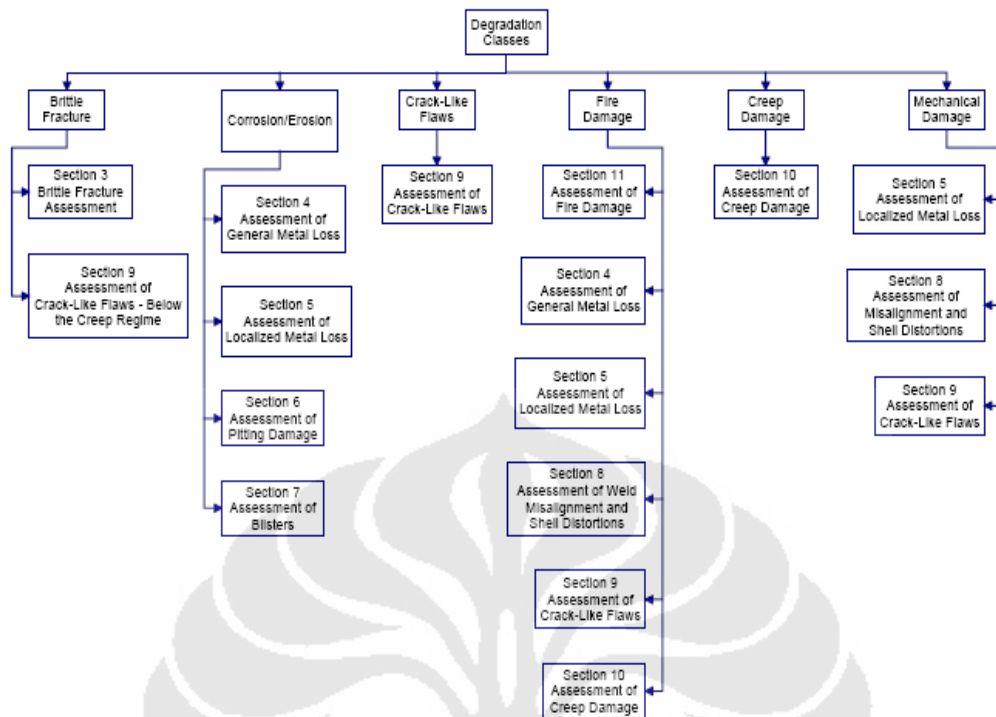 Degradation
Classes
Brittle
Fracture
Corrosion/Erosion
Crack-Like
Flaws
Fire
Damage
Creep
Damage
Mechanical
Damage
Section 3
Brittle Fracture
Assessment
Section 9
Assessment of
Crack-Like Flaws - Below
the Creep Regime
Section 4
Assessment of
General Metal Loss
Section 5
Assessment of
Localized Metal Loss
Section 6
Assessment of
Pitting Damage
Section 7
Assessment of
Blisters
Section 9
Assessment of
Crack-Like Flaws
Section 11
Assessment of
Fire Damage
Section 4
Assessment of
General Metal Loss
Section 5
Assessment of
Localized Metal Loss
Section 8
Assessment of Weld
Misalignment and
Shell Distortions
Section 9
Assessment of
Crack-Like Flaws
Section 10
Assessment of
Creep Damage
Section 10
Assessment of
Creep Damage
Section 5
Assessment of
Localized Metal Loss
Section 8
Assessment of
Misalignment and
Shell Distortions
Section 9
Assessment of
Crack-Like Flaws